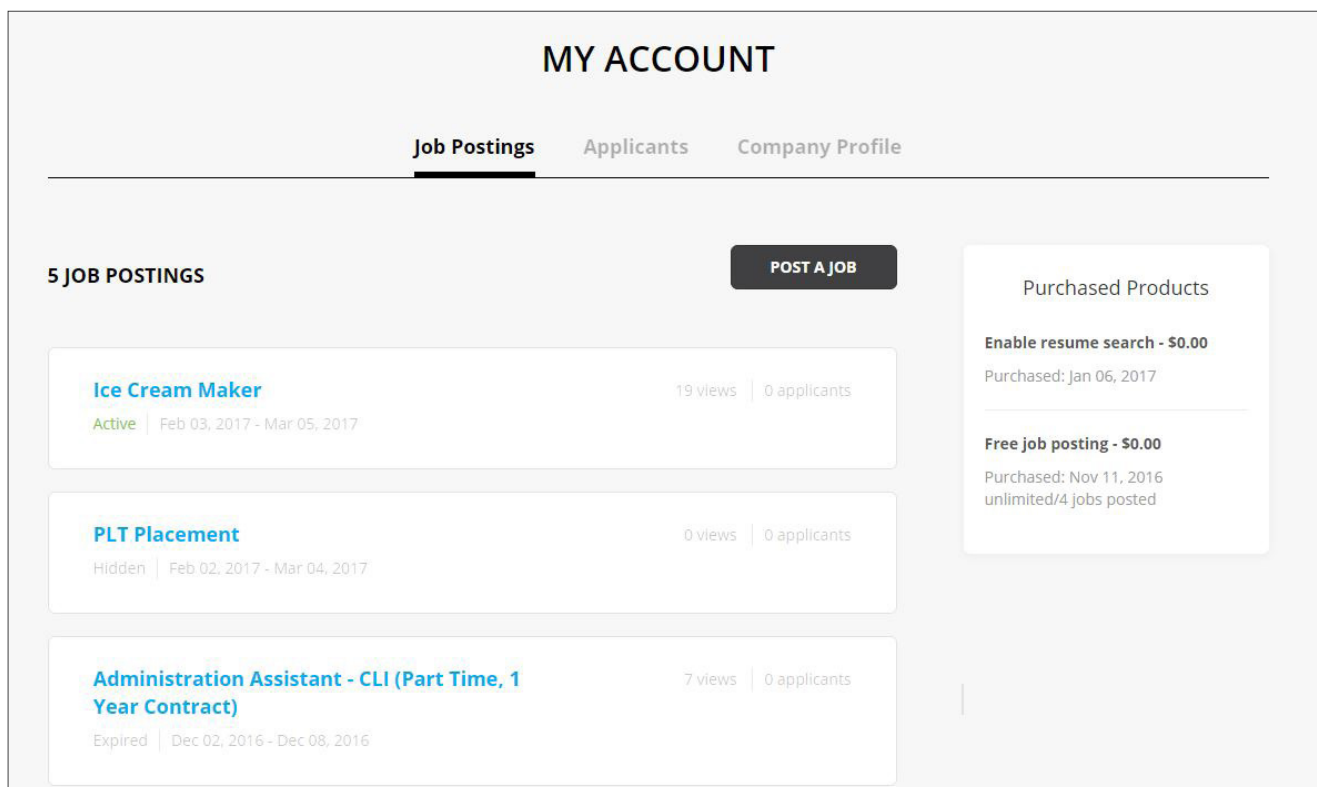 MY ACCOUNT
Job Postings Applicants Company Profile
5 JOB POSTINGS
POST A JOB
Ice Cream Maker
19 views 0 applicants
Active Feb 03, 2017 - Mar 05, 2017
PLT Placement
0 views 0 applicants
Hidden Feb 02, 2017 - Mar 04, 2017
Administration Assistant - CLI (Part Time, 1
Year Contract)
7 views 0 applicants
Expired Dec 02, 2016 - Dec 08, 2016
Purchased Products
Enable resume search - $0.00
Purchased: Jan 06, 2017
Free job posting - $0.00
Purchased: Nov 11, 2016
unlimited/4 jobs posted